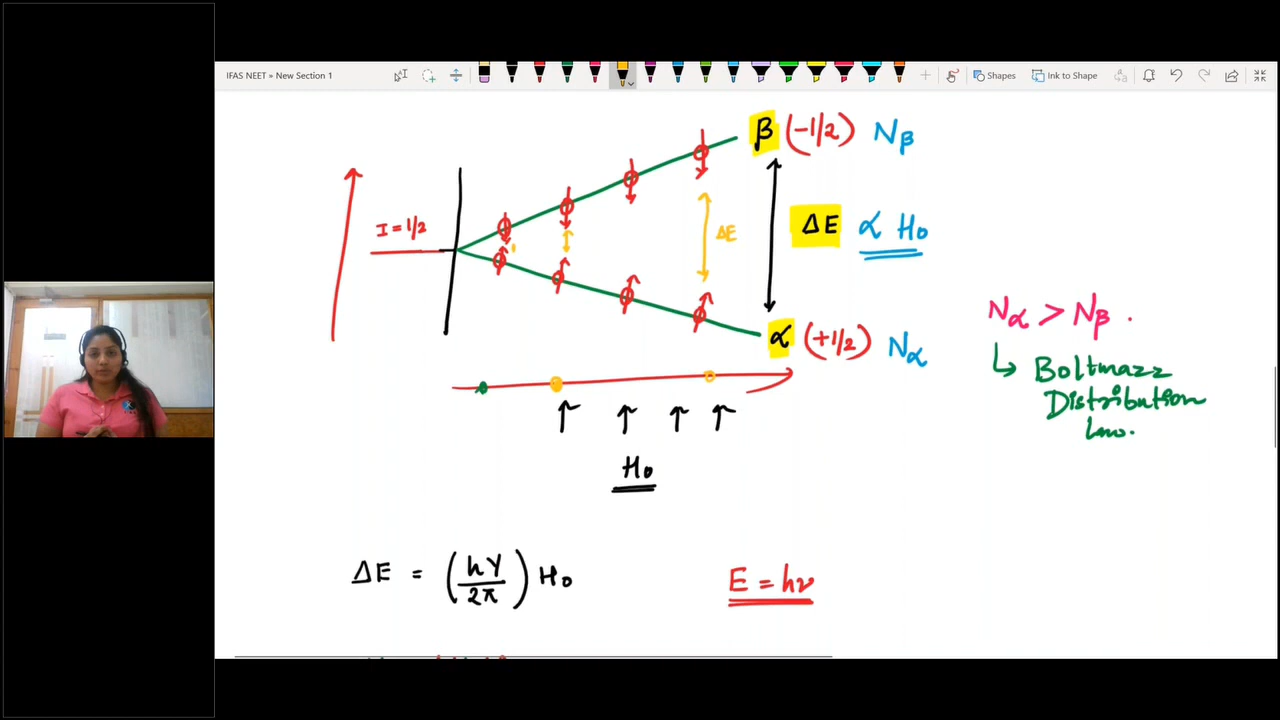 IFAS NEET » New Section 1
Shapes
Ink to Shape
β (-1/2) Nβ
I = 1/2
ΔE
ΔE α H₀
Nα > Nβ .
α (+1/2) Nα
↳ Boltmazz
Distribution
law.
H₀
ΔE = (hγ/2π) H₀
E = hν